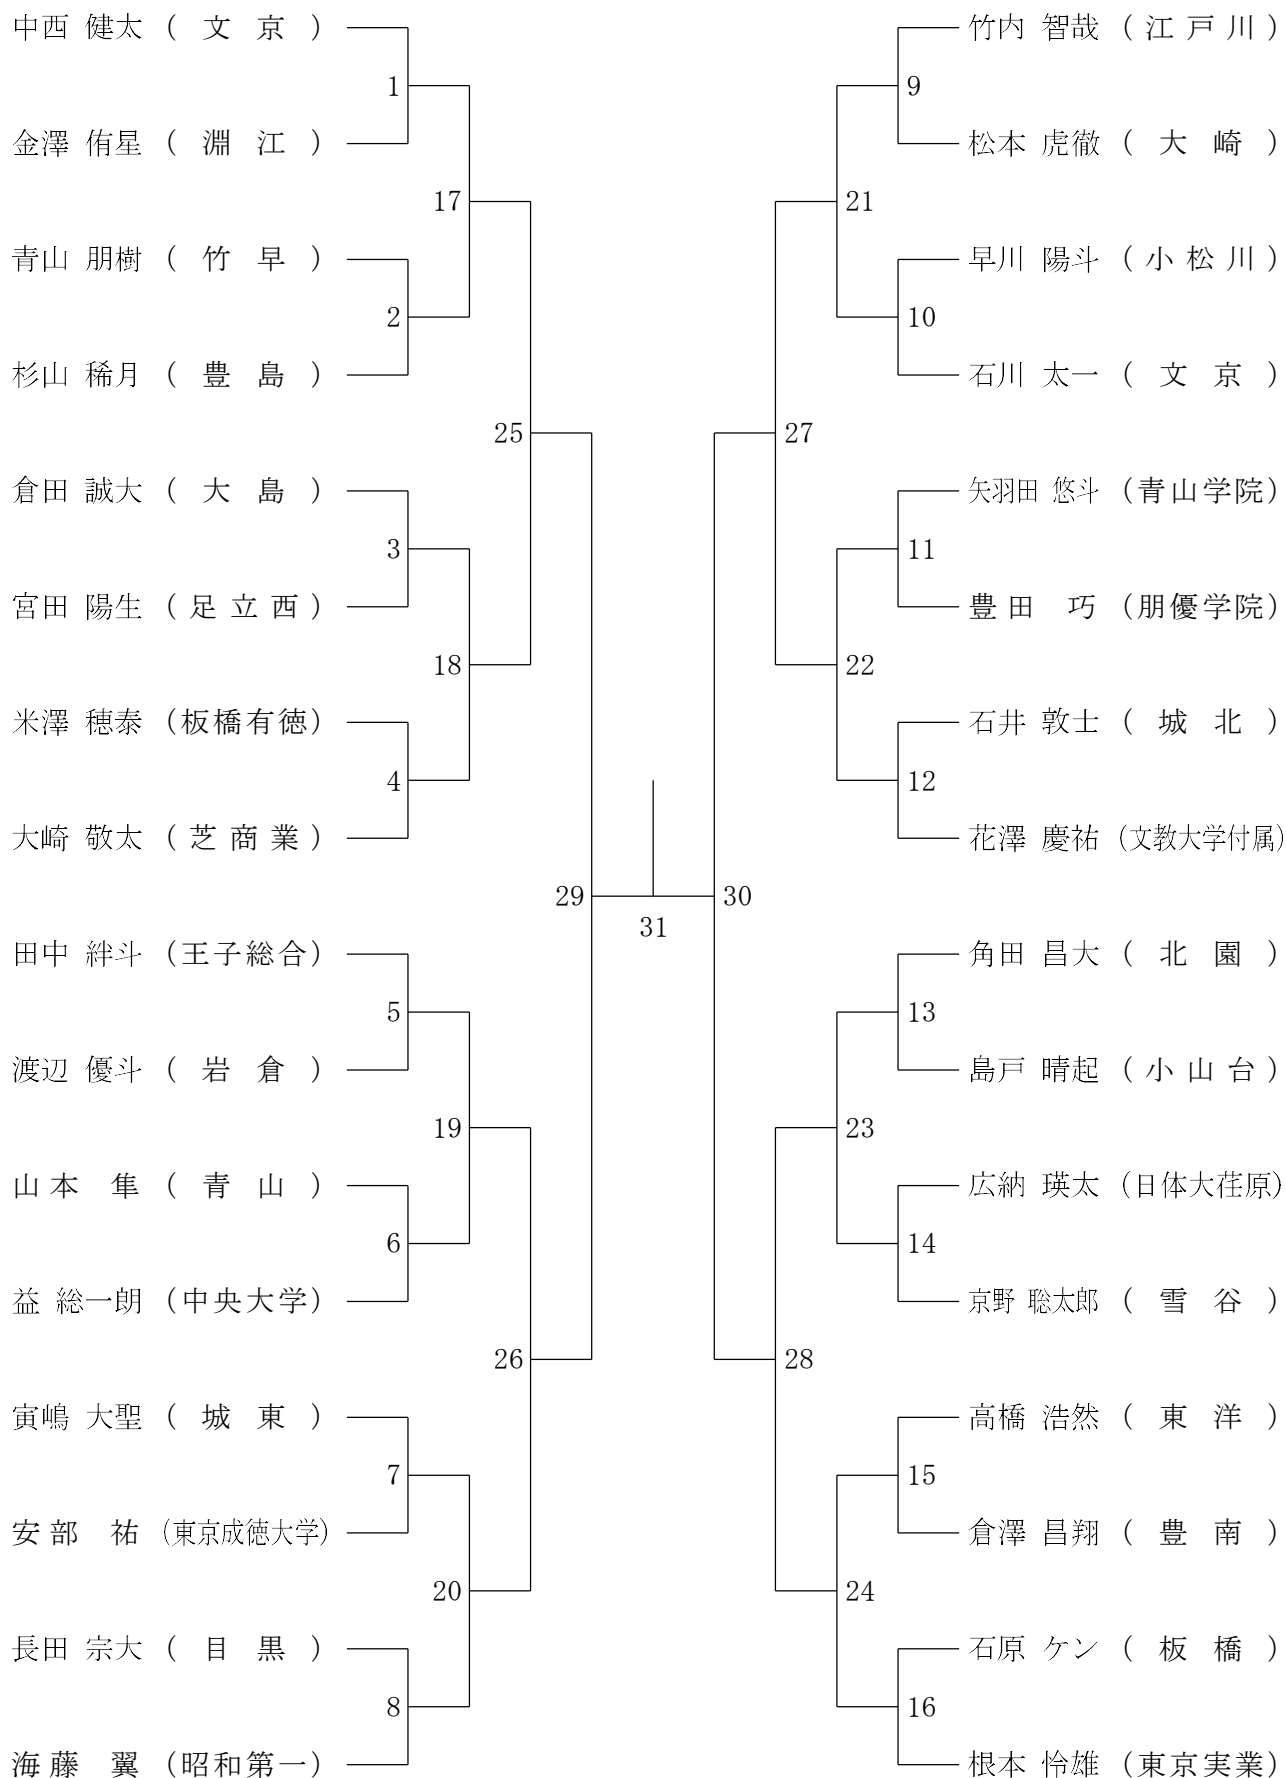 中西 健太 ( 文 京 )
1
金澤 侑星 ( 淵 江 )
17
青山 朋樹 ( 竹 早 )
2
杉山 稀月 ( 豊 島 )
25
倉田 誠大 ( 大 島 )
3
宮田 陽生 ( 足 立 西 )
18
米澤 穂泰 (板橋有徳)
4
大崎 敬太 ( 芝 商 業 )
29
田中 絆斗 (王子総合)
5
渡辺 優斗 ( 岩 倉 )
19
山本 隼 ( 青 山 )
6
益 総一朗 (中央大学)
26
寅嶋 大聖 ( 城 東 )
7
安部 祐 (東京成徳大学)
20
長田 宗大 ( 目 黒 )
8
海藤 翼 (昭和第一)
31
竹内 智哉 ( 江 戸 川 )
9
松本 虎徹 ( 大 崎 )
21
早川 陽斗 ( 小 松 川 )
10
石川 太一 ( 文 京 )
27
矢羽田 悠斗 (青山学院)
11
豊田 巧 (朋優学院)
22
石井 敦士 ( 城 北 )
12
花澤 慶祐 (文教大学付属)
30
角田 昌大 ( 北 園 )
13
島戸 晴起 ( 小 山 台 )
23
広納 瑛太 (日体大荏原)
14
京野 聡太郎 ( 雪 谷 )
28
高橋 浩然 ( 東 洋 )
15
倉澤 昌翔 ( 豊 南 )
24
石原 ケン ( 板 橋 )
16
根本 怜雄 (東京実業)